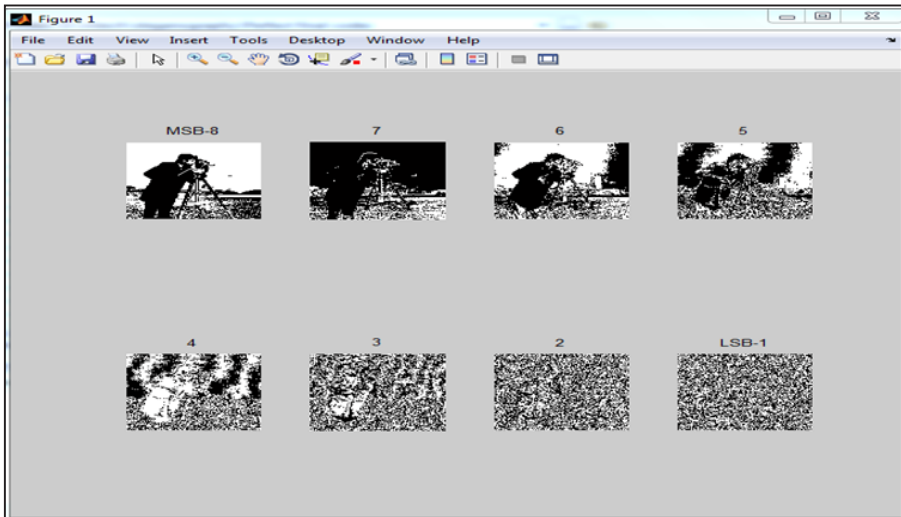 Figure 1
File Edit View Insert Tools Desktop Window Help
MSB-8 7 6 5
4 3 2 LSB-1